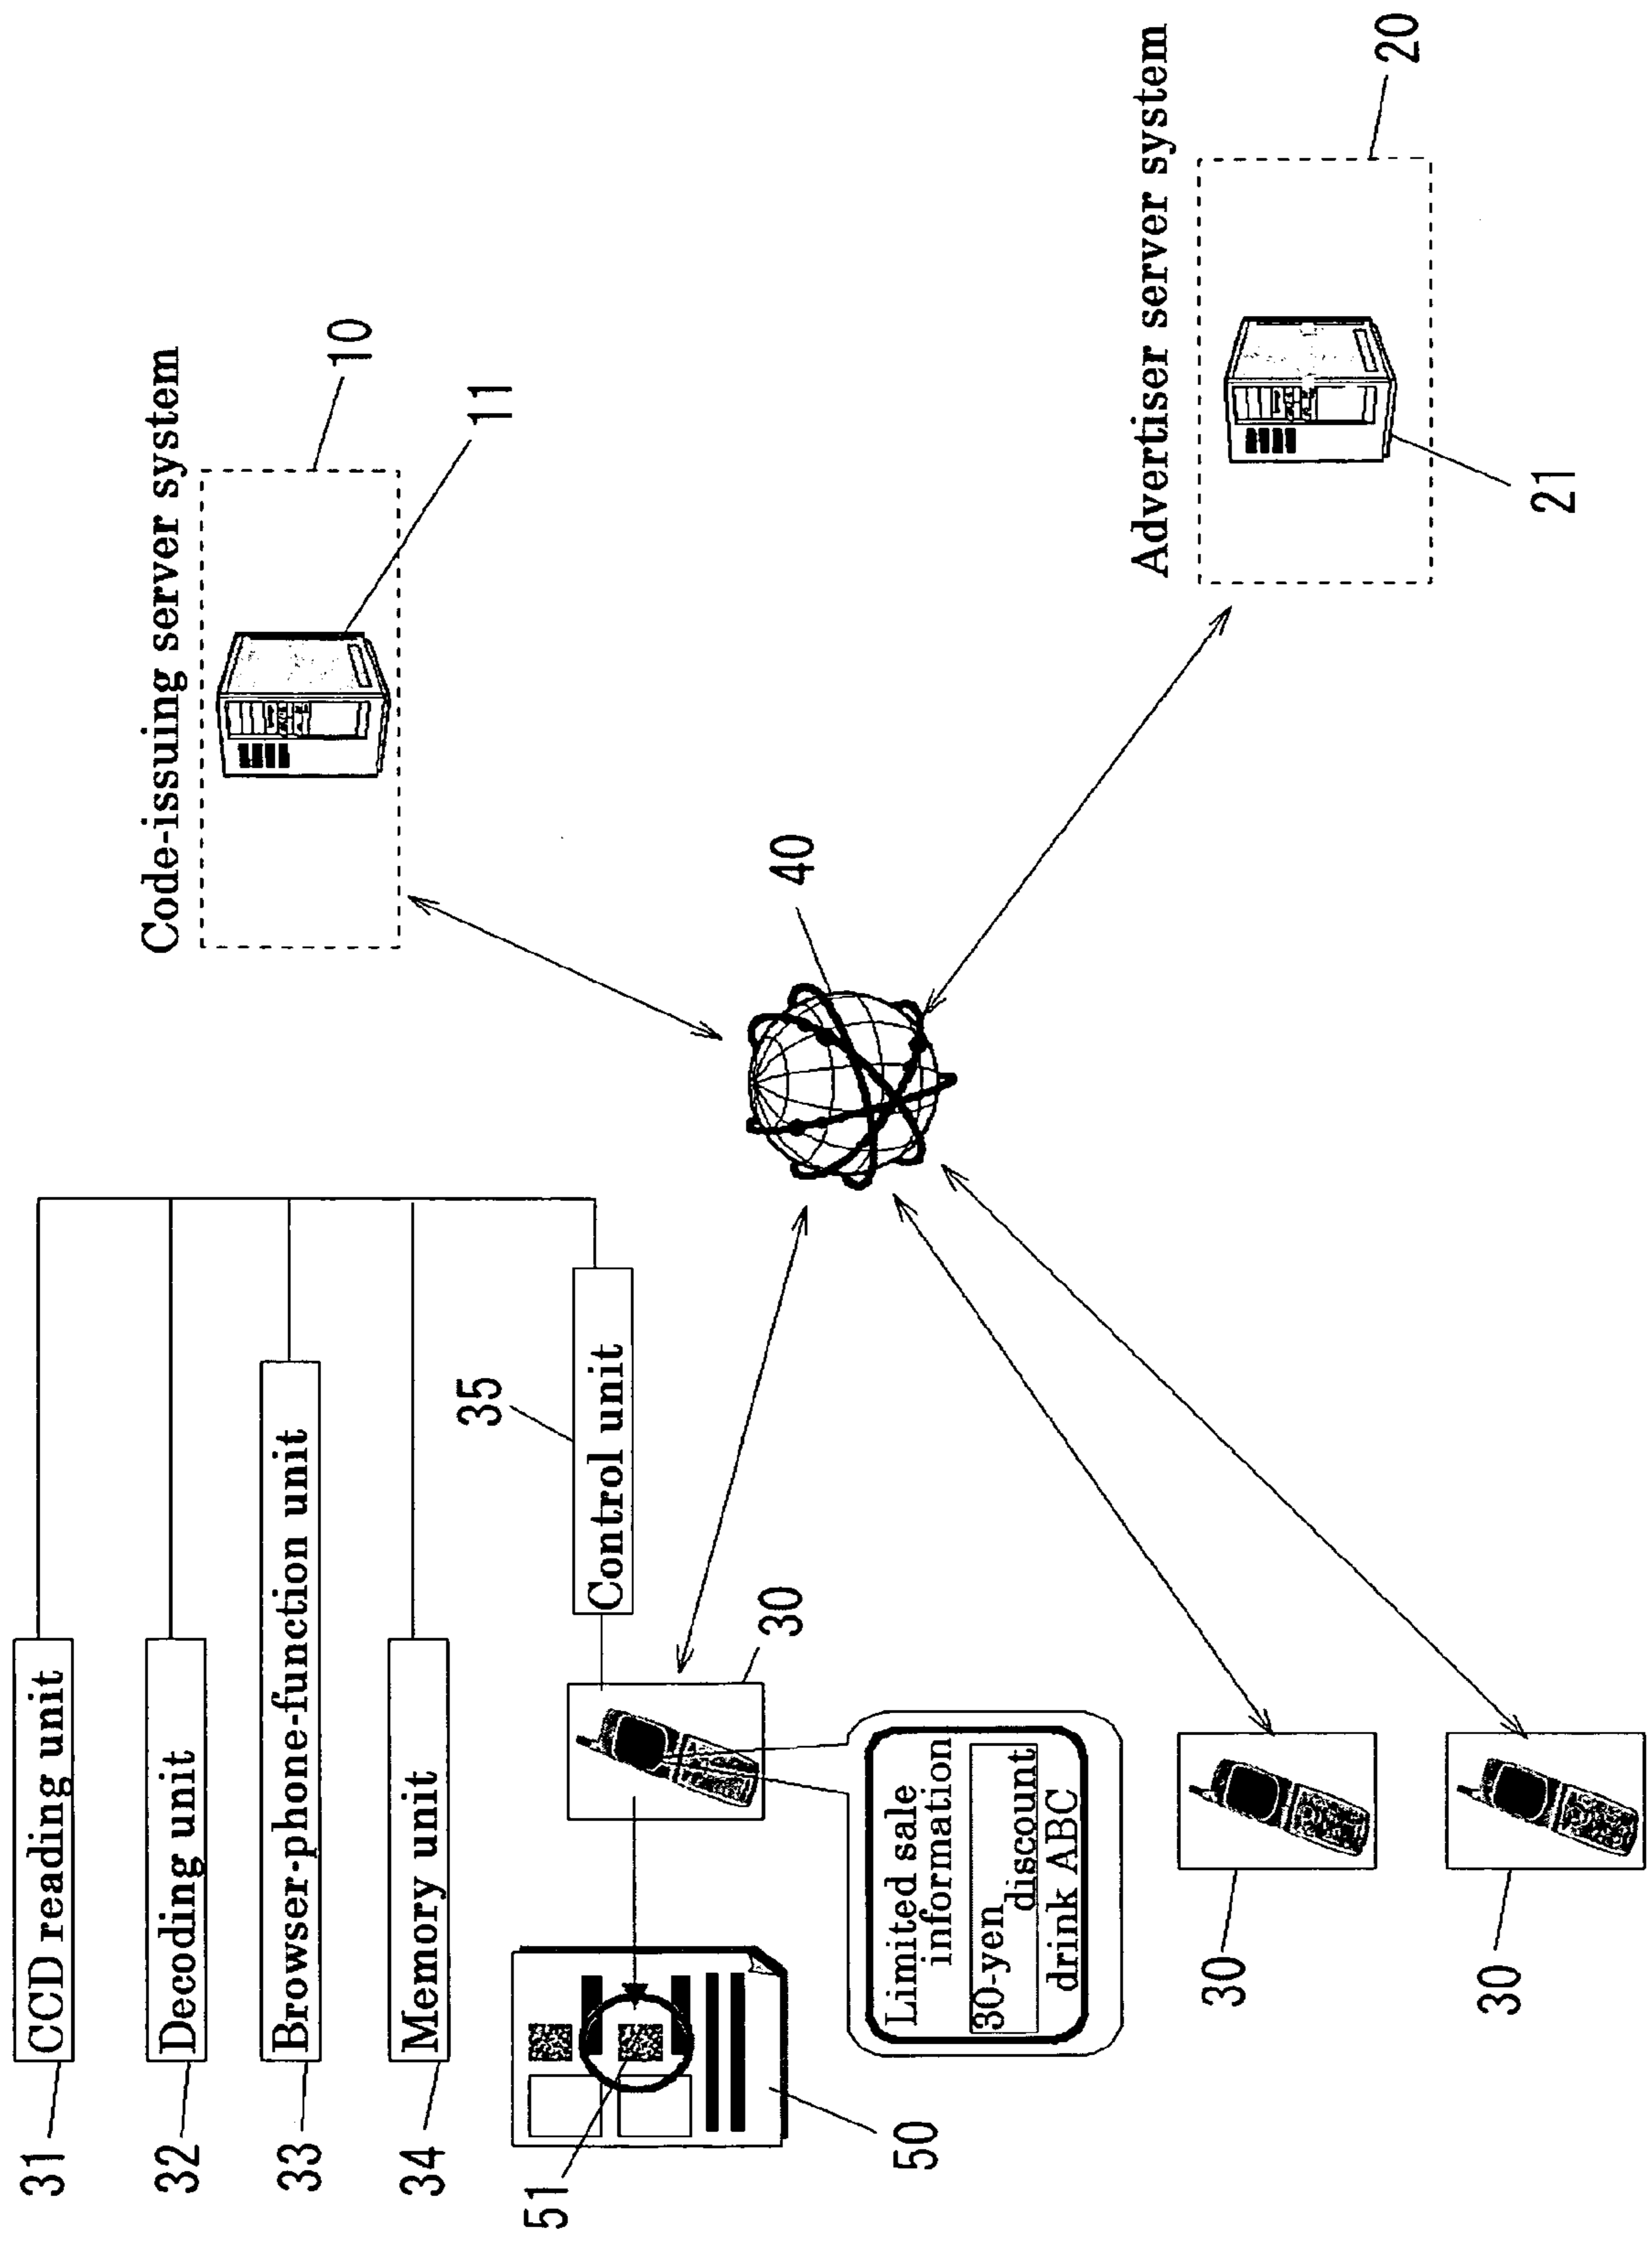 31
CCD reading unit
32
Decoding unit
33
Browser-phone-function unit
34
Memory unit
35
Control unit
Code-issuing server system
10
11
51
50
30
40
Limited sale
information
30-yen
discount
drink ABC
Advertiser server system
20
21
30
30